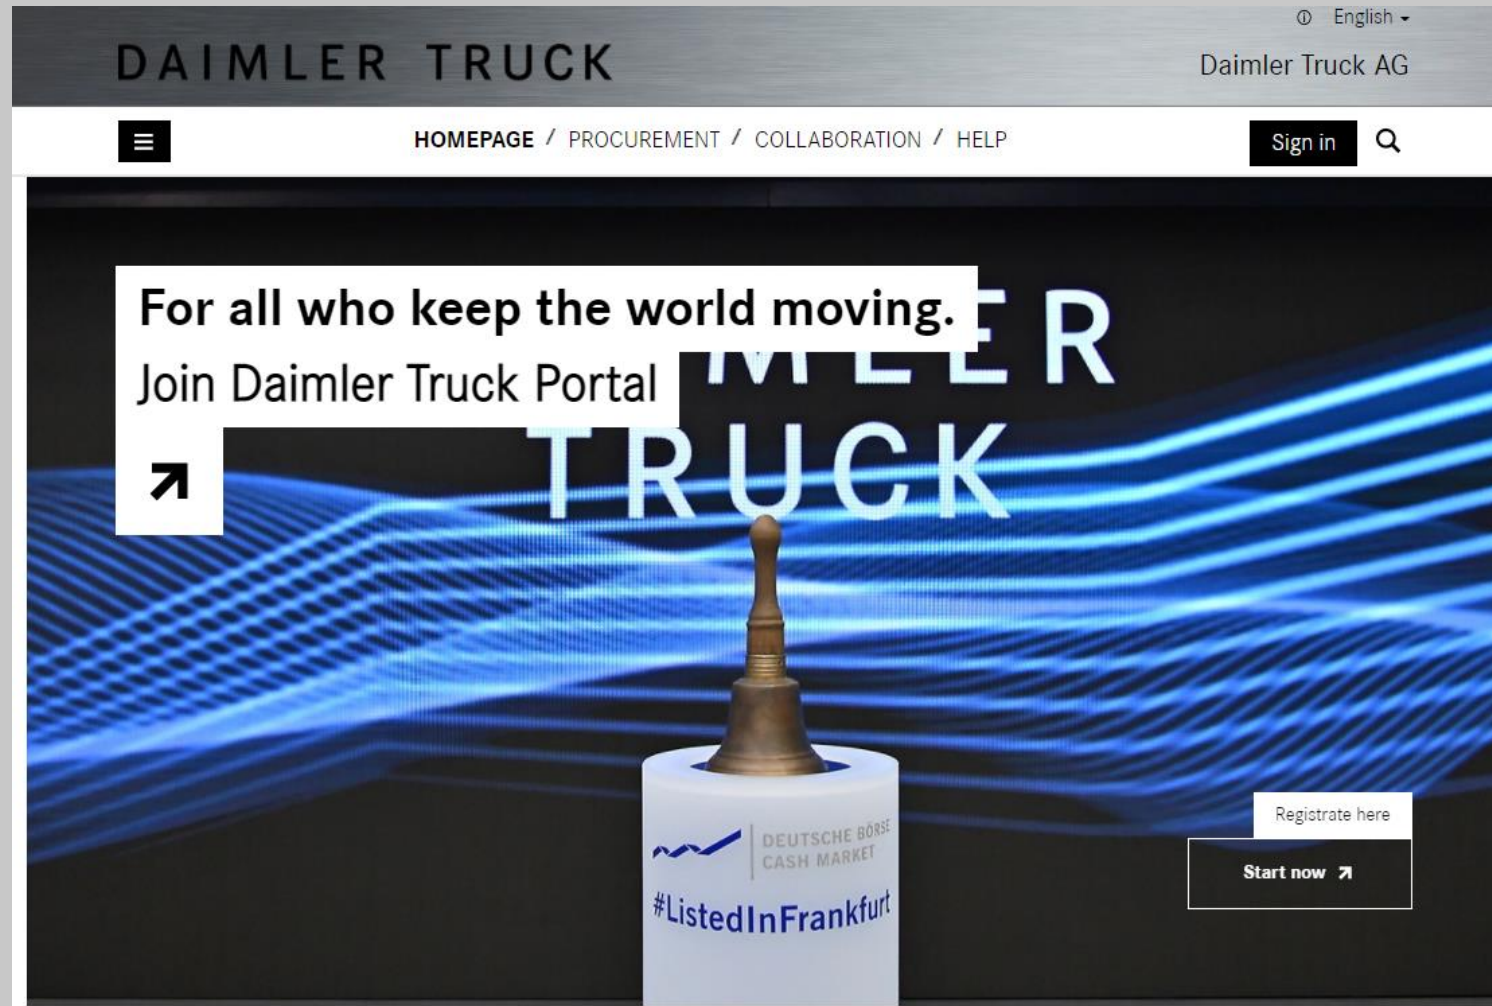 ⓘ English
DAIMLER TRUCK
Daimler Truck AG
HOMEPAGE / PROCUREMENT / COLLABORATION / HELP
Sign in
For all who keep the world moving.
Join Daimler Truck Portal
TRUCK
DEUTSCHE BÖRSE
CASH MARKET
#ListedInFrankfurt
Registrate here
Start now